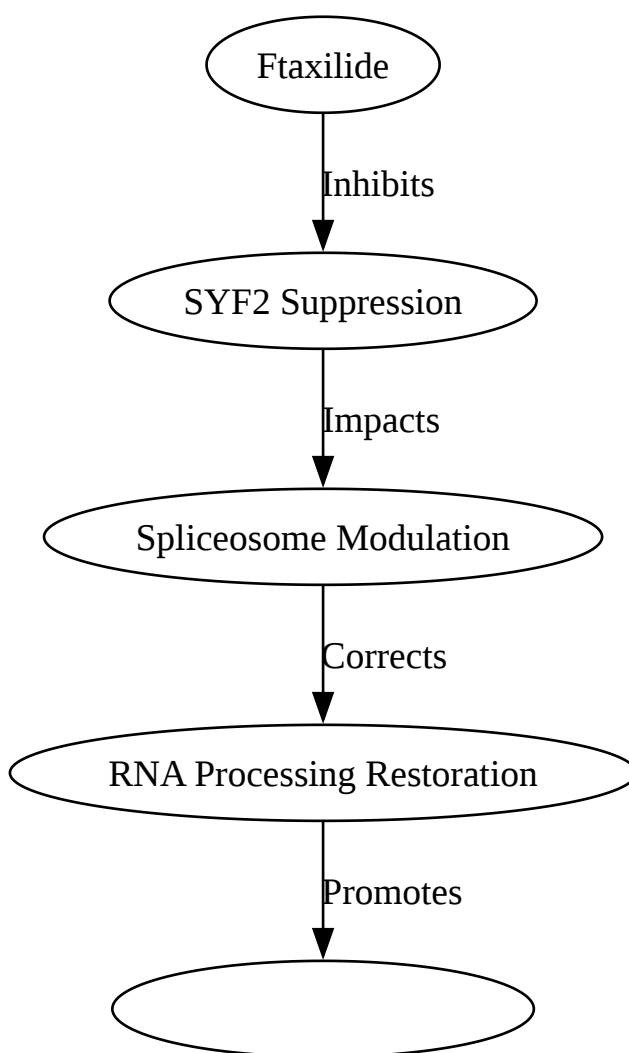 Ftaxilide
Inhibits
SYF2 Suppression
Impacts
Spliceosome Modulation
Corrects
RNA Processing Restoration
Promotes